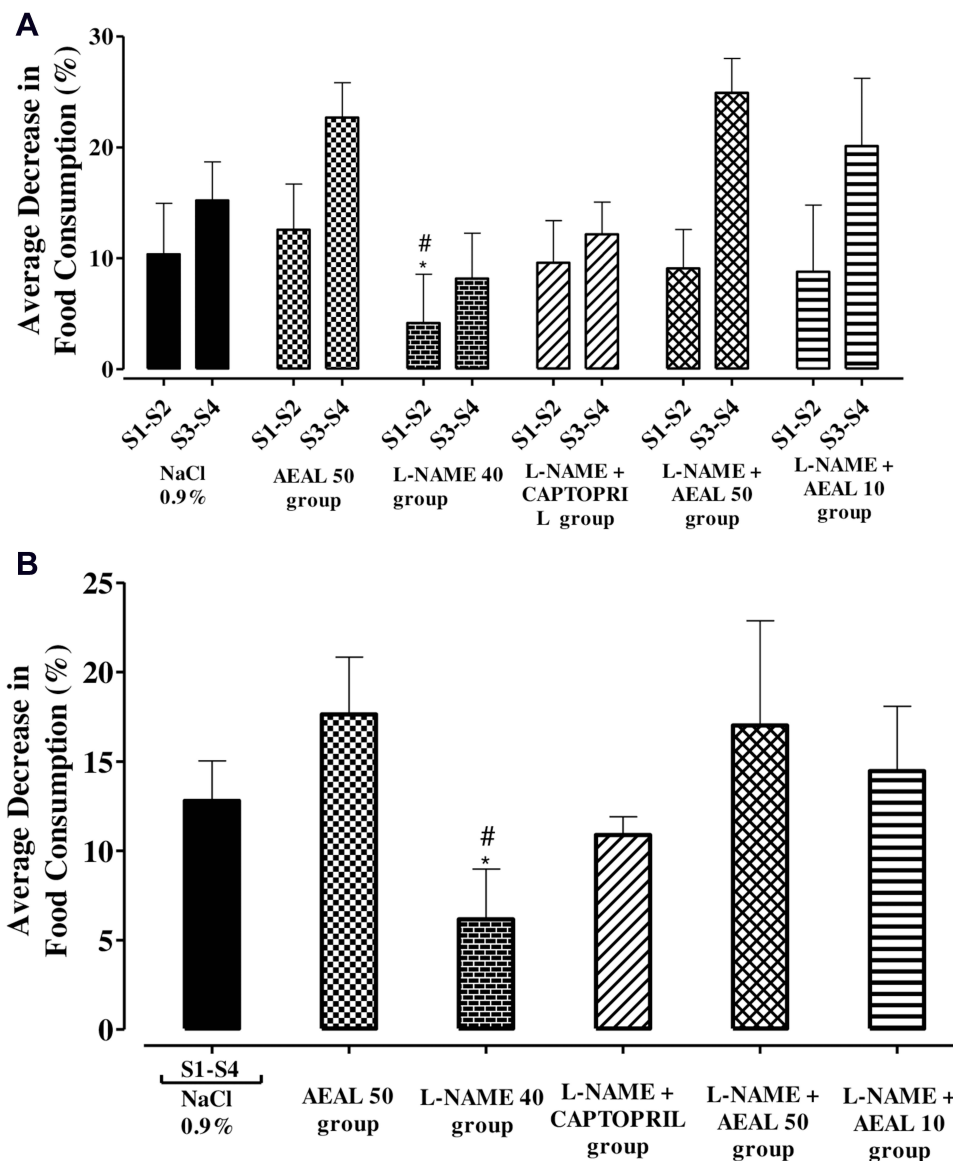 A
Average Decrease in
Food Consumption (%)
30
20
10
0
#
*
S1-S2
S3-S4
S1-S2
S3-S4
S1-S2
S3-S4
S1-S2
S3-S4
S1-S2
S3-S4
S1-S2
S3-S4
NaCl
0.9%
AEAL 50
group
L-NAME 40
group
L-NAME +
CAPTOPRI
L group
L-NAME +
AEAL 50
group
L-NAME +
AEAL 10
group
B
Average Decrease in
Food Consumption (%)
25
20
15
10
5
0
#
*
S1-S4
NaCl
0.9%
AEAL 50
group
L-NAME 40
group
L-NAME +
CAPTOPRIL
group
L-NAME +
AEAL 50
group
L-NAME +
AEAL 10
group